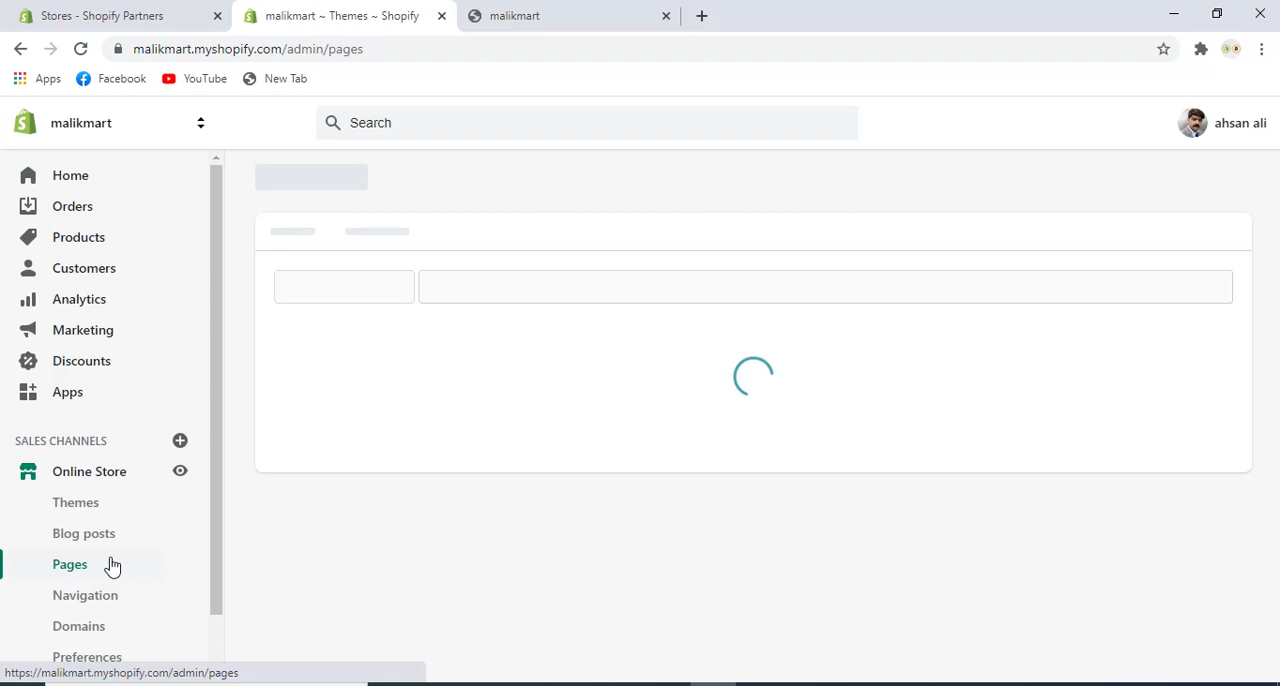 Stores - Shopify Partners
malikmart ~ Themes ~ Shopify
malikmart
malikmart.myshopify.com/admin/pages
Apps
Facebook
YouTube
New Tab
malikmart
Search
ahsan ali
Home
Orders
Products
Customers
Analytics
Marketing
Discounts
Apps
SALES CHANNELS
Online Store
Themes
Blog posts
Pages
Navigation
Domains
Preferences
https://malikmart.myshopify.com/admin/pages